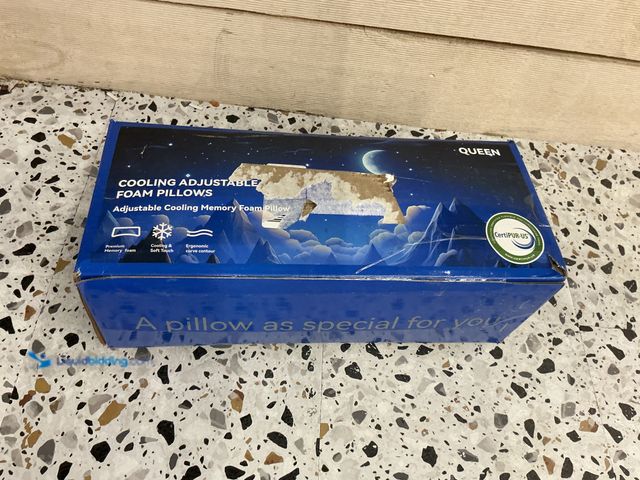 QUEEN
COOLING ADJUSTABLE
FOAM PILLOWS
Adjustable Cooling Memory Foam Pillow
Premium
Memory Foam
Cooling &
Soft Touch
Ergonomic
curve contour
CertiPUR-US
A pillow as special for you